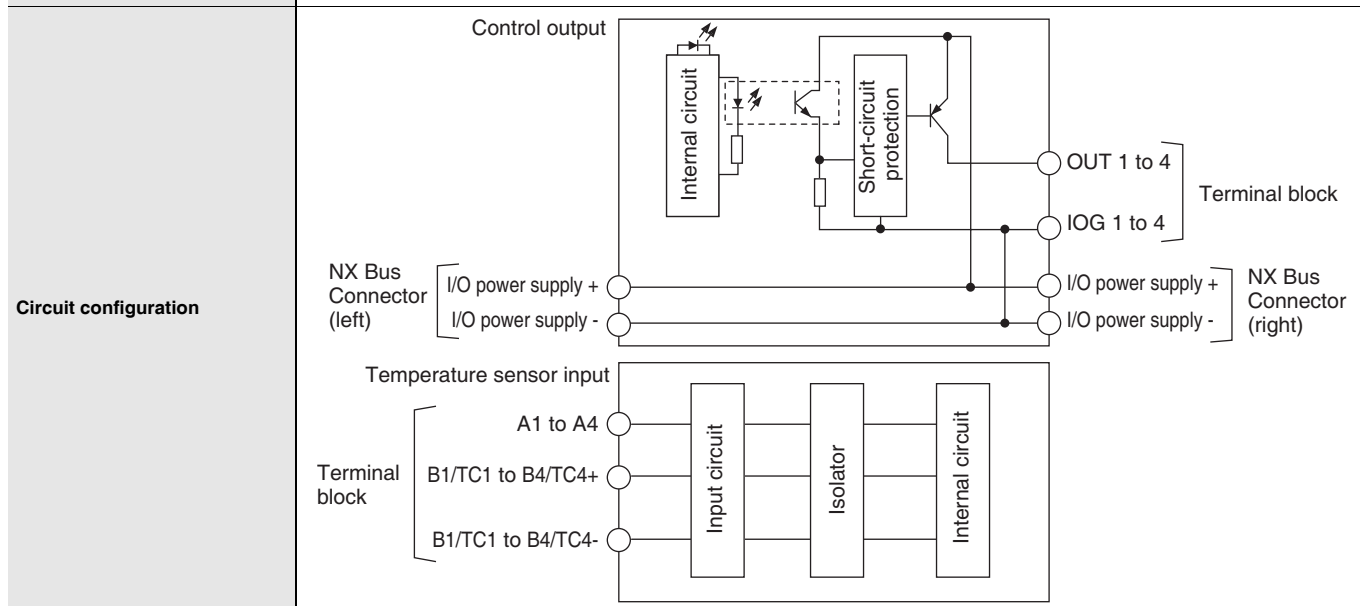 Circuit configuration
Control output
Internal circuit
Short-circuit
protection
OUT 1 to 4
IOG 1 to 4
Terminal block
NX Bus
Connector
(left)
I/O power supply +
I/O power supply -
I/O power supply +
I/O power supply -
NX Bus
Connector
(right)
Temperature sensor input
Terminal
block
A1 to A4
B1/TC1 to B4/TC4+
B1/TC1 to B4/TC4-
Input circuit
Isolator
Internal circuit